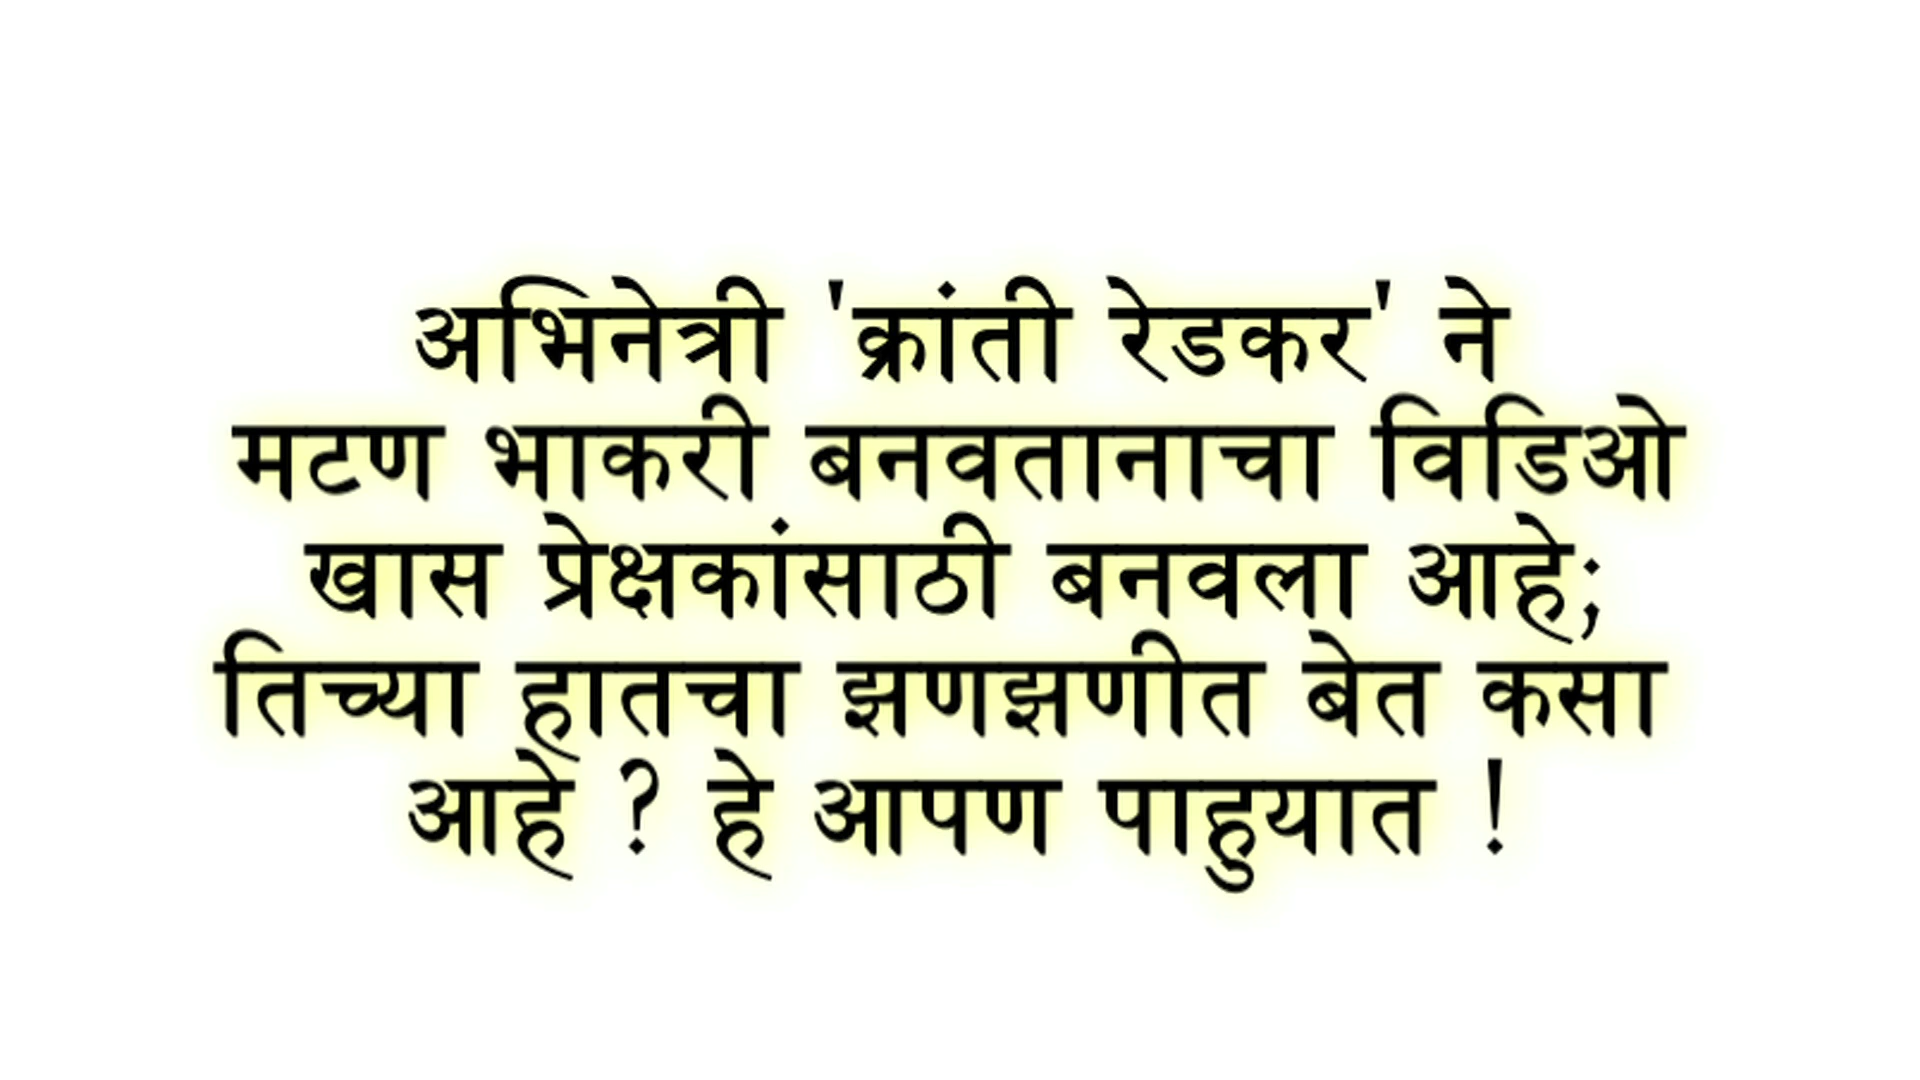 अभिनेत्री 'क्रांती रेडकर' ने
मटण भाकरी बनवतानाचा विडिओ
खास प्रेक्षकांसाठी बनवला आहे;
तिच्या हातचा झणझणीत बेत कसा
आहे ? हे आपण पाहुयात !